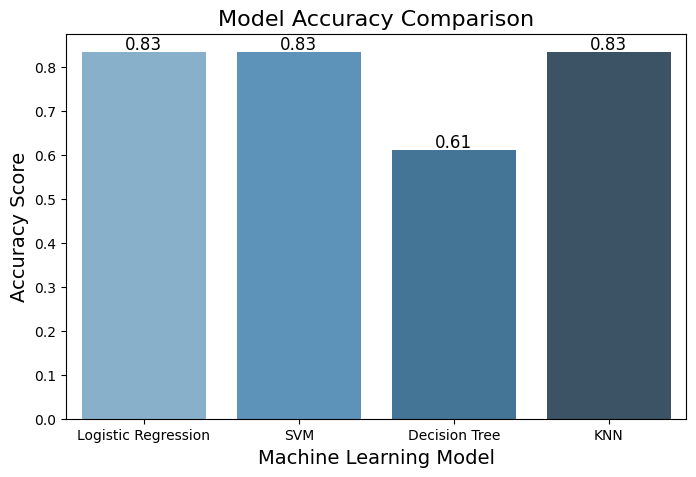 Model Accuracy Comparison
0.83 0.83 0.61 0.83
Accuracy Score
0.8
0.7
0.6
0.5
0.4
0.3
0.2
0.1
0.0
Logistic Regression SVM Decision Tree KNN
Machine Learning Model